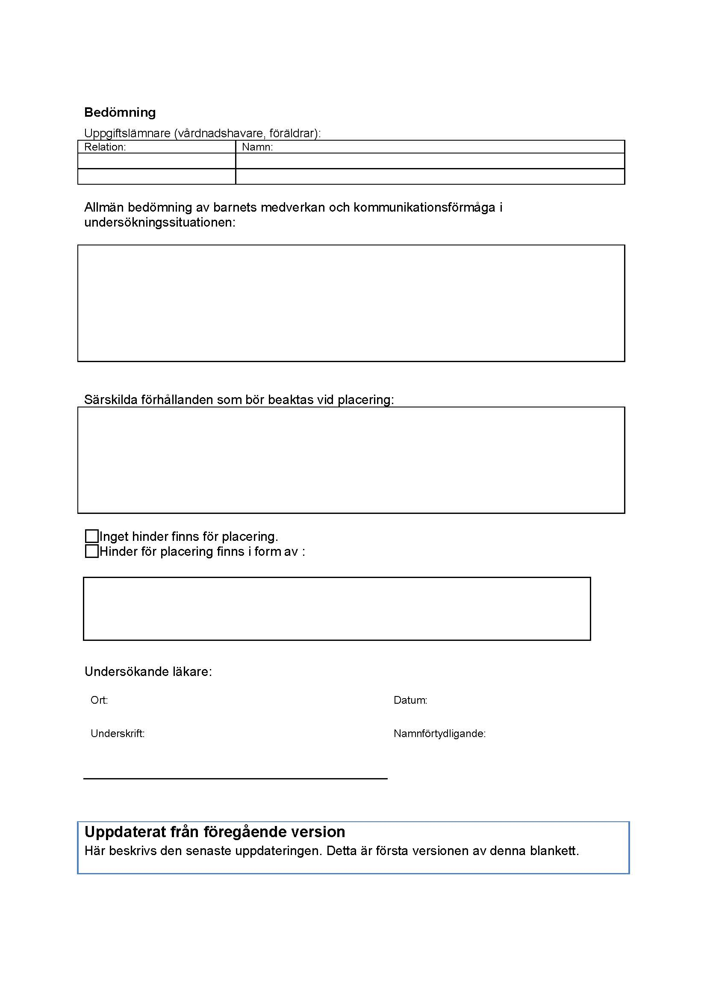 Bedömning
Uppgiftslämnare (vårdnadshavare, föräldrar):
Relation: Namn:
Allmän bedömning av barnets medverkan och kommunikationsförmåga i
undersökningssituationen:
Särskilda förhållanden som bör beaktas vid placering:
Inget hinder finns för placering.
Hinder för placering finns i form av :
Undersökande läkare:
Ort: Datum:
Underskrift: Namnförtydligande:
Uppdaterat från föregående version
Här beskrivs den senaste uppdateringen. Detta är första versionen av denna blankett.